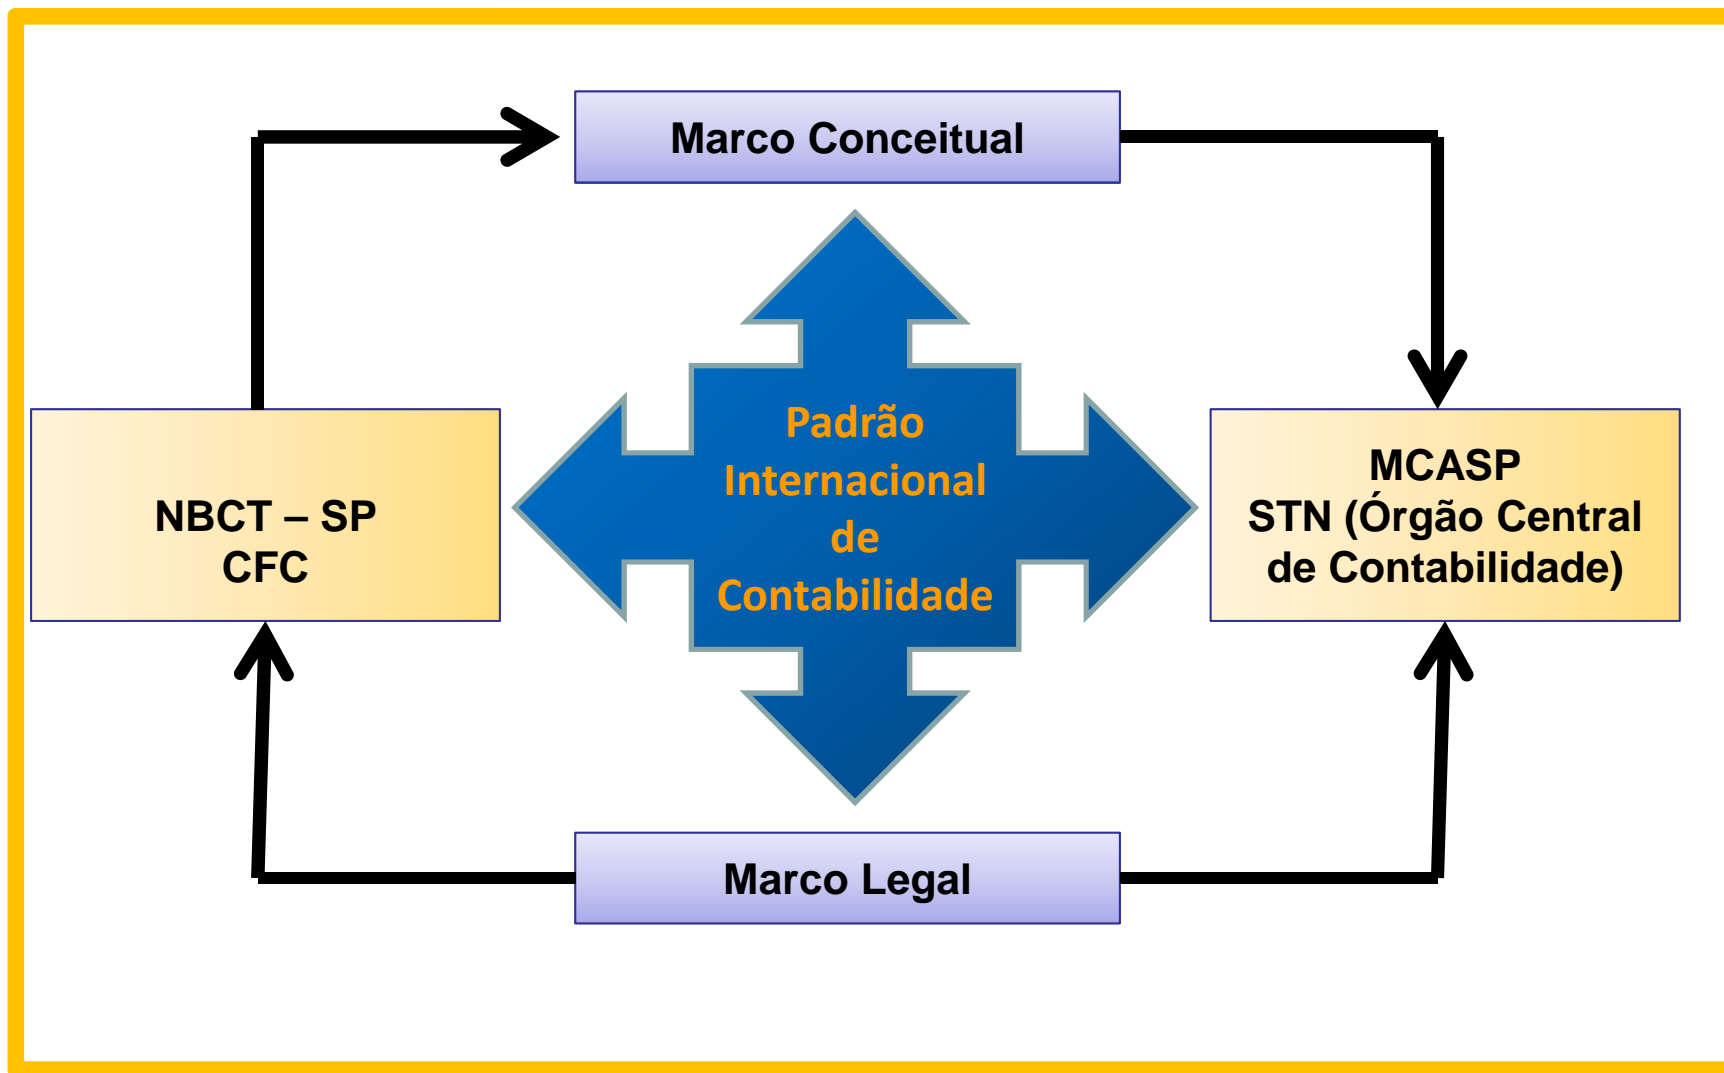 Marco Conceitual
NBCT – SP
CFC
Padrão
Internacional
de
Contabilidade
MCASP
STN (Órgão Central
de Contabilidade)
Marco Legal